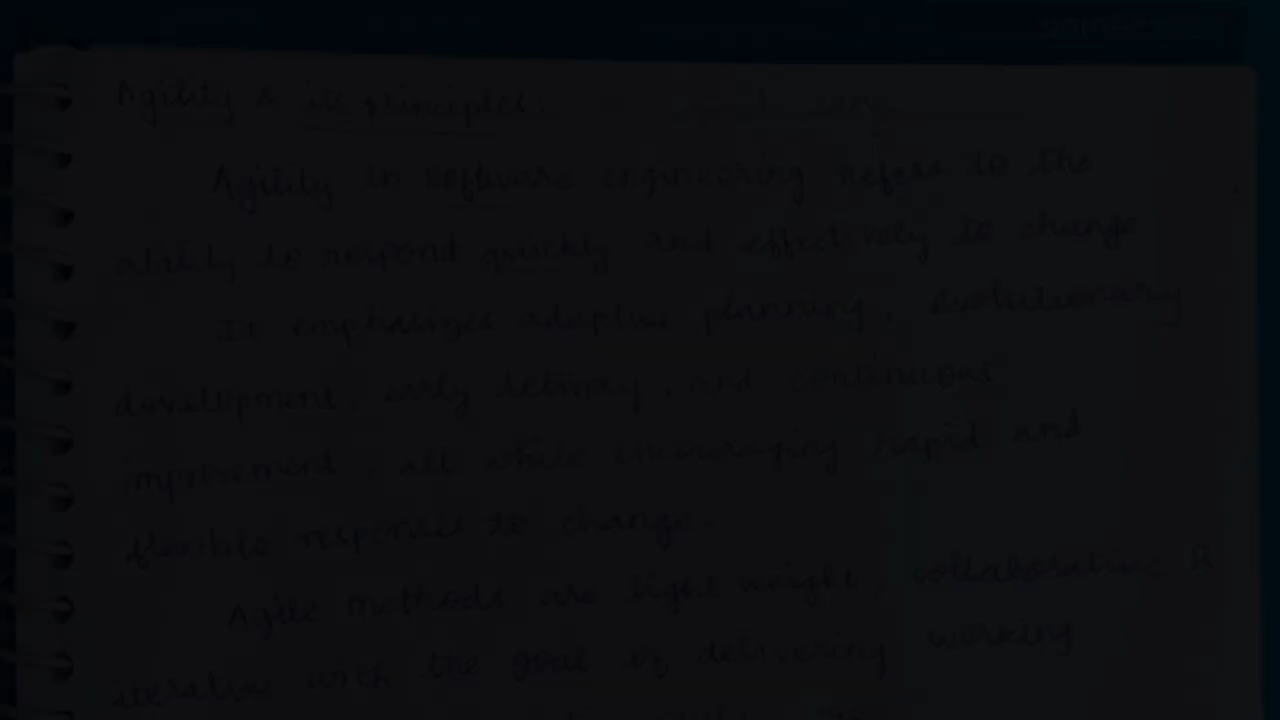 Agility & its principles:
Agility in software engineering refers to the
ability to respond quickly and effectively to change
It emphasizes adaptive planning, evolutionary
development, early delivery, and continuous
improvement, all while encouraging rapid and
flexible response to change.
Agile methods are light weight, collaborative &
iterative with the goal of delivering working